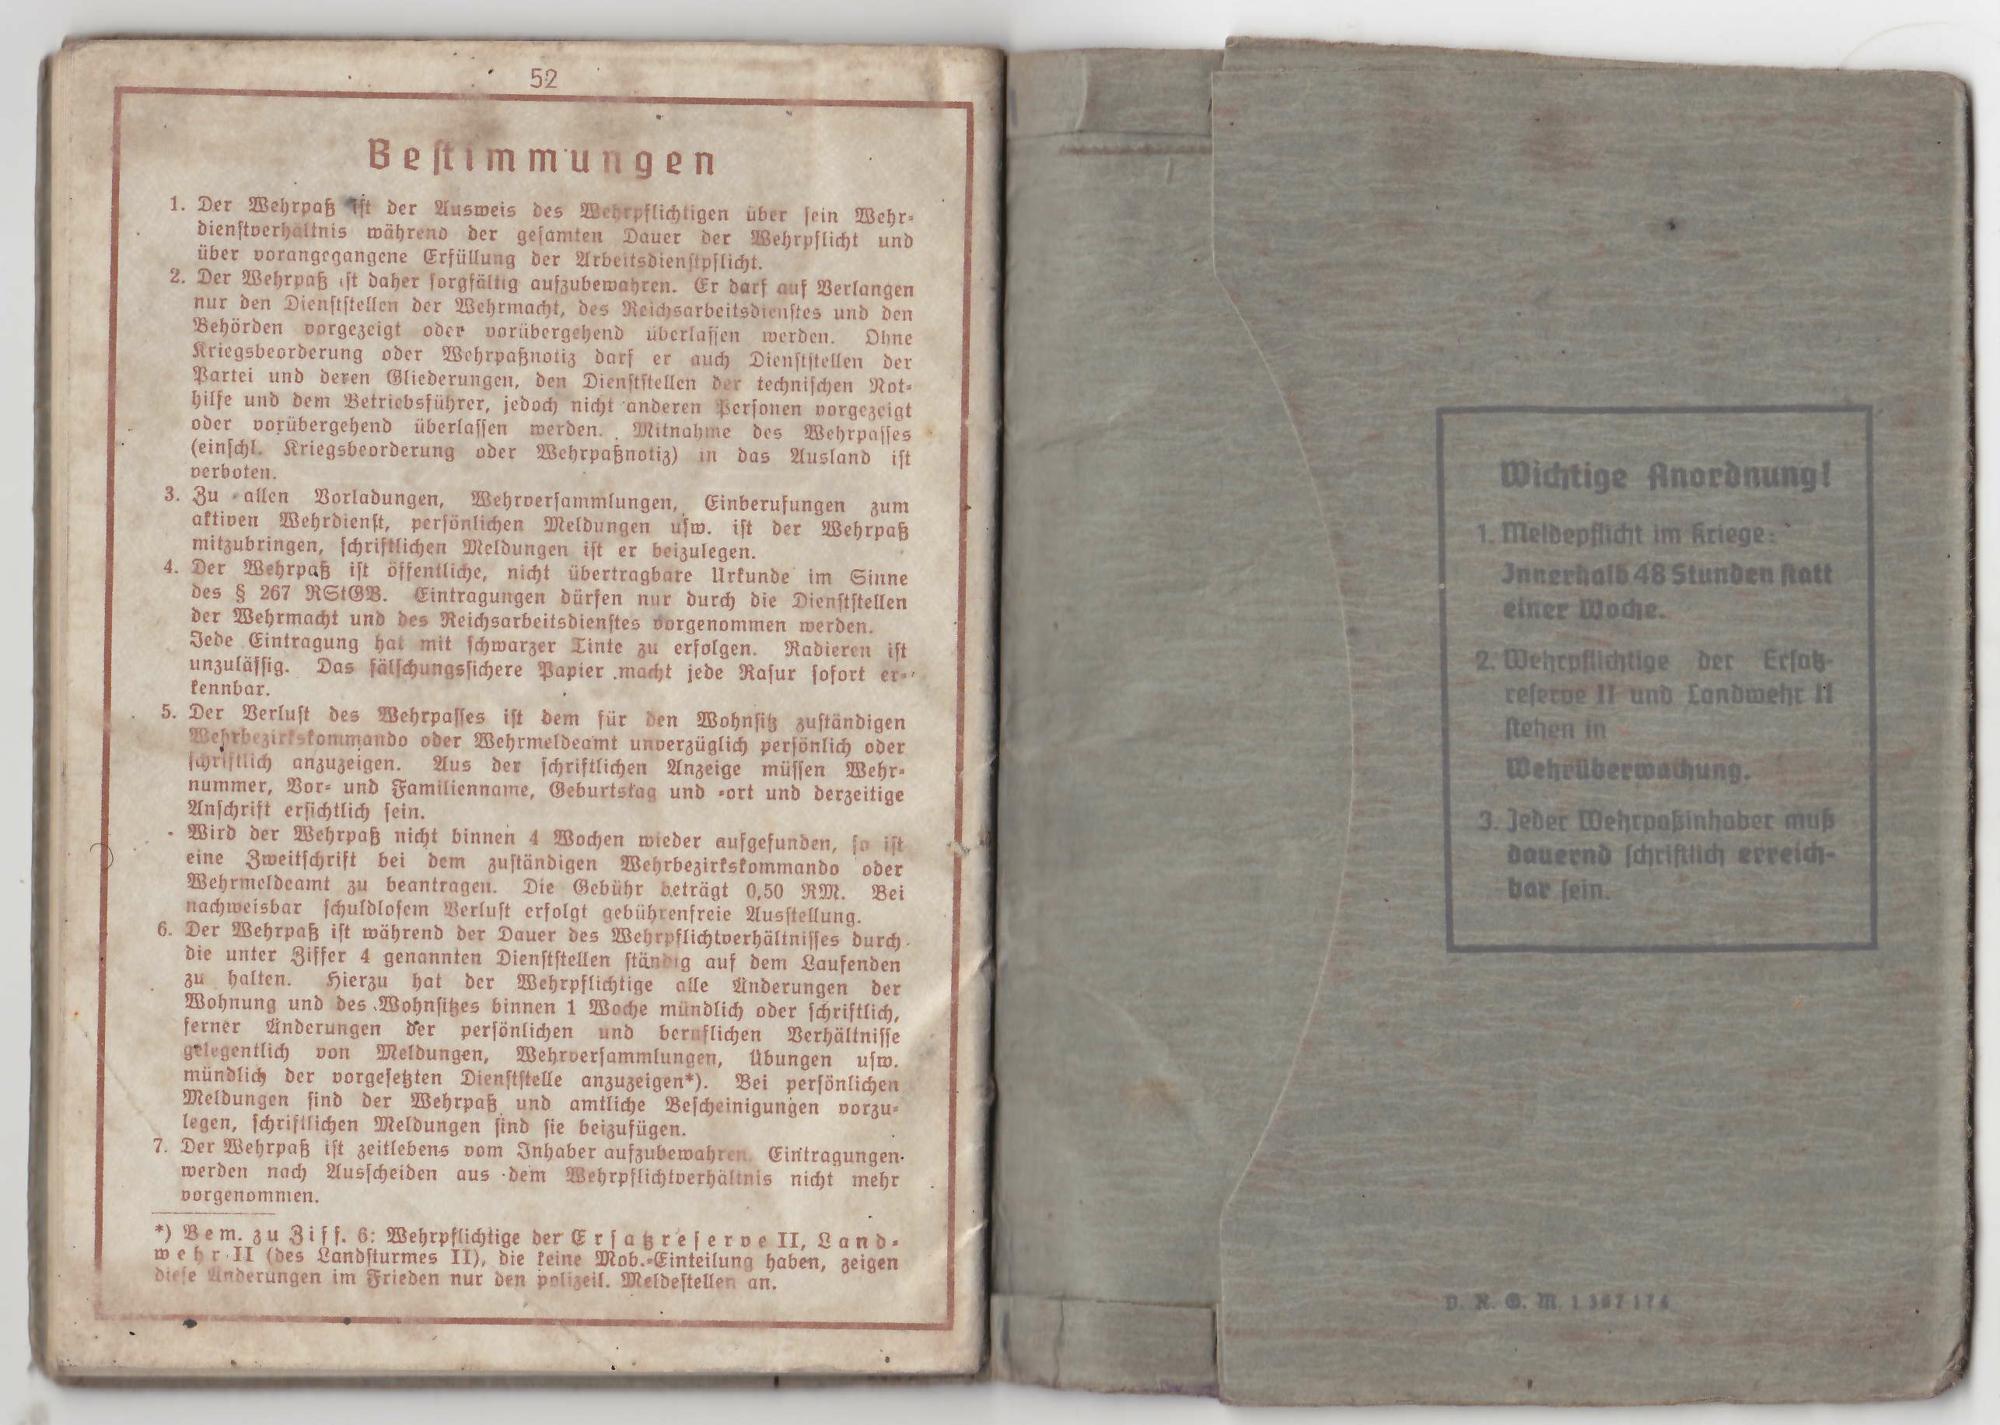 52
Bestimmungen
1. Der Wehrpaß ist der Ausweis des Wehrpflichtigen über sein Wehr-
dienstverhältnis während der gesamten Dauer der Wehrpflicht und
über vorangegangene Erfüllung der Arbeitsdienstpflicht.
2. Der Wehrpaß ist daher sorgfältig aufzubewahren. Er darf auf Verlangen
nur den Dienststellen der Wehrmacht, des Reichsarbeitsdienstes und den
Behörden vorgezeigt oder vorübergehend überlassen werden. Ohne
Kriegsbeorderung oder Wehrpaßnotiz darf er auch Dienststellen der
Partei und deren Gliederungen, den Dienststellen der technischen Not-
hilfe und dem Betriebsführer, jedoch nicht anderen Personen vorgezeigt
oder vorübergehend überlassen werden. Mitnahme des Wehrpasses
(einschl. Kriegsbeorderung oder Wehrpaßnotiz) in das Ausland ist
verboten.
3. Zu allen Vorladungen, Wehrversammlungen, Einberufungen zum
aktiven Wehrdienst, persönlichen Meldungen usw. ist der Wehrpaß
mitzubringen, schriftlichen Meldungen ist er beizulegen.
4. Der Wehrpaß ist öffentliche, nicht übertragbare Urkunde im Sinne
des § 267 RStGB. Eintragungen dürfen nur durch die Dienststellen
der Wehrmacht und des Reichsarbeitsdienstes vorgenommen werden.
Jede Eintragung hat mit schwarzer Tinte zu erfolgen. Radieren ist
unzulässig. Das fälschungssichere Papier macht jede Rasur sofort er-
kennbar.
5. Der Verlust des Wehrpasses ist dem für den Wohnsitz zuständigen
Wehrbezirkskommando oder Wehrmeldeamt unverzüglich persönlich oder
schriftlich anzuzeigen. Aus der schriftlichen Anzeige müssen Wehr-
nummer, Vor- und Familienname, Geburtstag und -ort und derzeitige
Anschrift ersichtlich sein.
Wird der Wehrpaß nicht binnen 4 Wochen wieder aufgefunden, so ist
eine Zweitschrift bei dem zuständigen Wehrbezirkskommando oder
Wehrmeldeamt zu beantragen. Die Gebühr beträgt 0,50 RM. Bei
nachweisbar schuldlosem Verlust erfolgt gebührenfreie Ausstellung.
6. Der Wehrpaß ist während der Dauer des Wehrpflichtverhältnisses durch
die unter Ziffer 4 genannten Dienststellen ständig auf dem Laufenden
zu halten. Hierzu hat der Wehrpflichtige alle Änderungen der
Wohnung und des Wohnsitzes binnen 1 Woche mündlich oder schriftlich,
ferner Änderungen der persönlichen und beruflichen Verhältnisse
gelegentlich von Meldungen, Wehrversammlungen, Übungen usw.
mündlich der vorgesetzten Dienststelle anzuzeigen*). Bei persönlichen
Meldungen sind der Wehrpaß und amtliche Bescheinigungen vorzu-
legen, schriftlichen Meldungen sind sie beizufügen.
7. Der Wehrpaß ist zeitlebens vom Inhaber aufzubewahren. Eintragungen
werden nach Ausscheiden aus dem Wehrpflichtverhältnis nicht mehr
vorgenommen.
*) Bem. zu Ziff. 6: Wehrpflichtige der Ersatzreserve II, Land-
wehr II (des Landsturmes II), die keine Mob.-Einteilung haben, zeigen
diese Änderungen im Frieden nur den polizeil. Meldestellen an.
Wichtige Anordnung!
1. Meldepflicht im Kriege:
Innerhalb 48 Stunden statt
einer Woche.
2. Wehrpflichtige der Ersatz-
reserve II und Landwehr II
stehen in
Wehrüberwachung.
3. Jeder Wehrpaßinhaber muß
dauernd schriftlich erreich-
bar sein.
D. R. G. M.